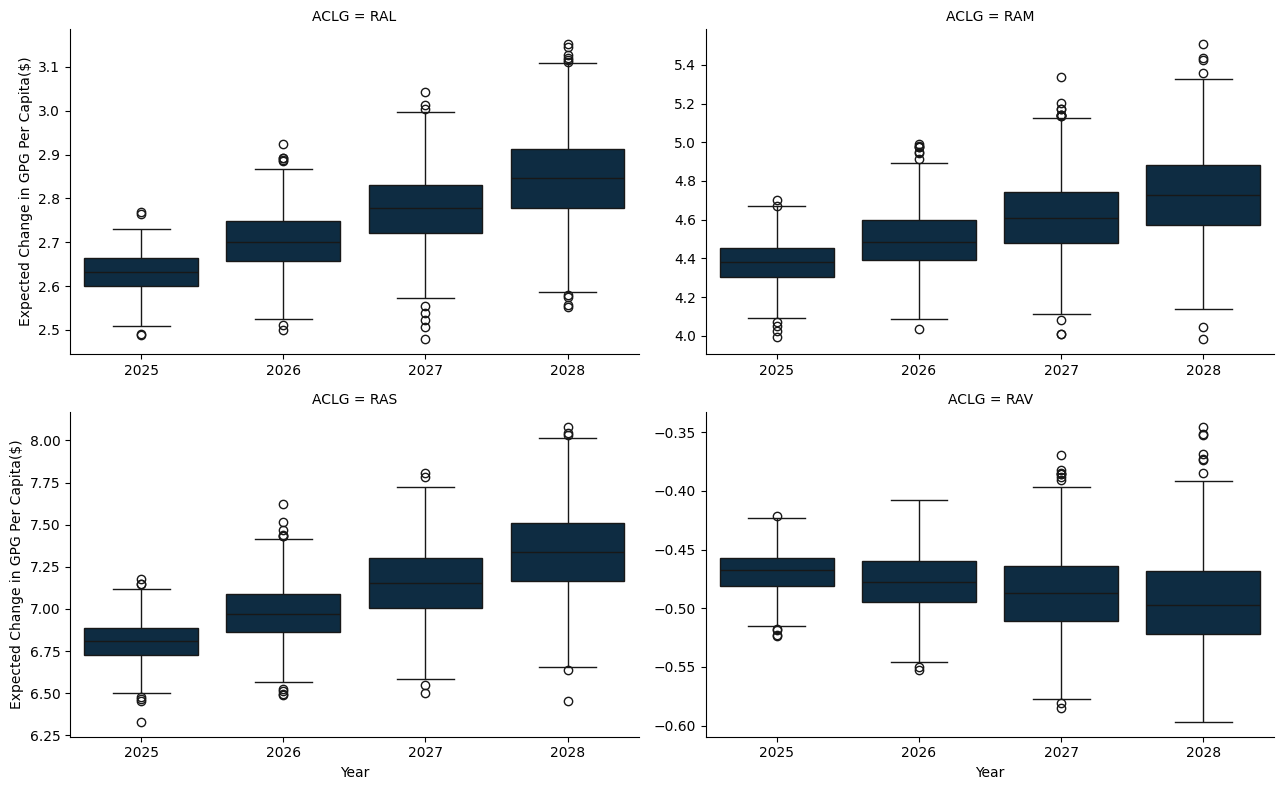 ACLG = RAL
Expected Change in GPG Per Capita($)
3.1
3.0
2.9
2.8
2.7
2.6
2.5
2025 2026 2027 2028
ACLG = RAM
5.4
5.2
5.0
4.8
4.6
4.4
4.2
4.0
2025 2026 2027 2028
ACLG = RAS
Expected Change in GPG Per Capita($)
8.00
7.75
7.50
7.25
7.00
6.75
6.50
6.25
2025 2026 2027 2028
Year
ACLG = RAV
−0.35
−0.40
−0.45
−0.50
−0.55
−0.60
2025 2026 2027 2028
Year